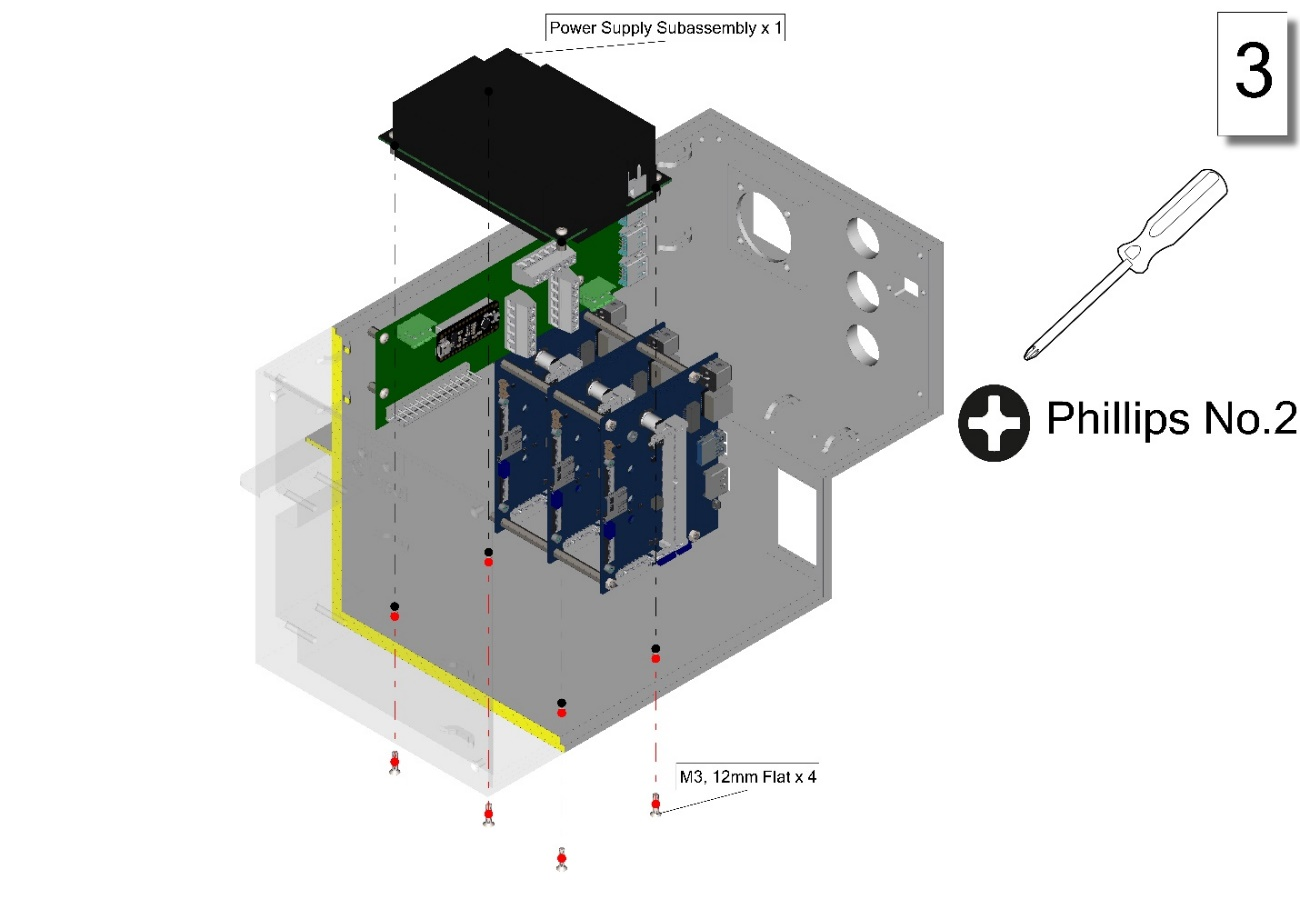 Power Supply Subassembly x 1
3
Phillips No.2
M3, 12mm Flat x 4